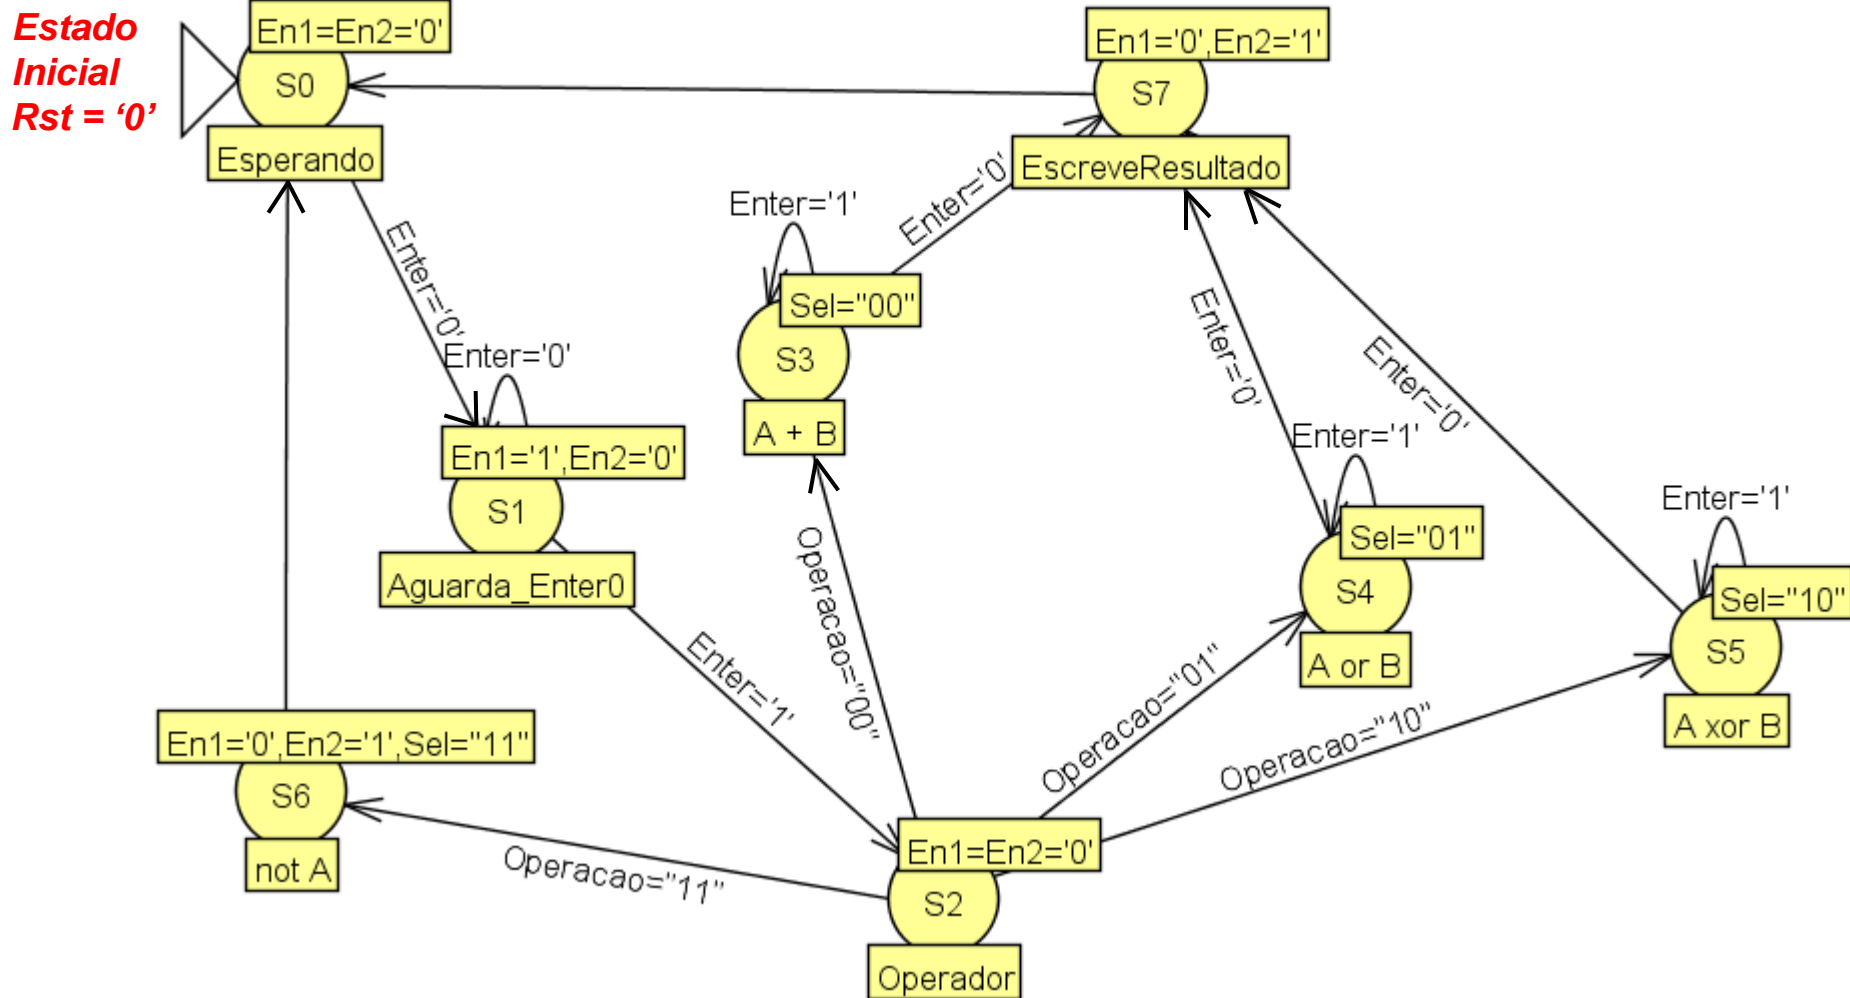 Estado
Inicial
Rst = ‘0’
En1=En2='0'
S0
Esperando
En1='0',En2='1'
S7
EscreveResultado
Enter='0'
Enter='0'
En1='1',En2='0'
S1
Aguarda_Enter0
Enter='1'
Sel="00"
S3
A + B
Enter='0'
Enter='0'
Enter='1'
Sel="01"
S4
A or B
Enter='0'
Enter='1'
Sel="10"
S5
A xor B
Enter='1'
Operacao="00"
Operacao="01"
Operacao="10"
En1='0',En2='1',Sel="11"
S6
not A
Operacao="11"
En1=En2='0'
S2
Operador